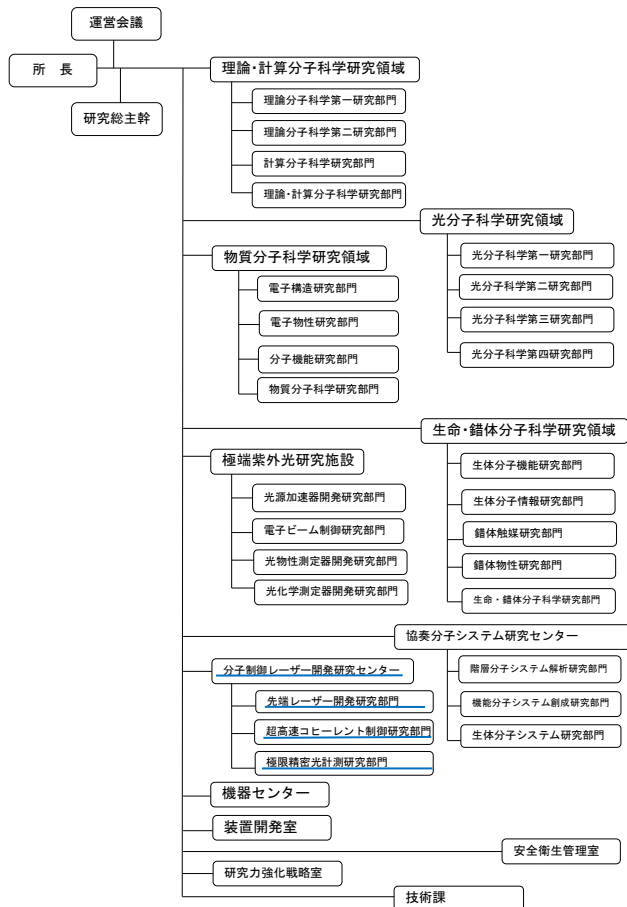 運営会議
所　長
研究総主幹
理論・計算分子科学研究領域
理論分子科学第一研究部門
理論分子科学第二研究部門
計算分子科学研究部門
理論・計算分子科学研究部門
光分子科学研究領域
光分子科学第一研究部門
光分子科学第二研究部門
光分子科学第三研究部門
光分子科学第四研究部門
物質分子科学研究領域
電子構造研究部門
電子物性研究部門
分子機能研究部門
物質分子科学研究部門
生命・錯体分子科学研究領域
生体分子機能研究部門
生体分子情報研究部門
錯体触媒研究部門
錯体物性研究部門
生命・錯体分子科学研究部門
極端紫外光研究施設
光源加速器開発研究部門
電子ビーム制御研究部門
光物性測定器開発研究部門
光化学測定器開発研究部門
協奏分子システム研究センター
階層分子システム解析研究部門
機能分子システム創成研究部門
生体分子システム研究部門
分子制御レーザー開発研究センター
先端レーザー開発研究部門
超高速コヒーレント制御研究部門
極限精密光計測研究部門
機器センター
装置開発室
安全衛生管理室
研究力強化戦略室
技術課